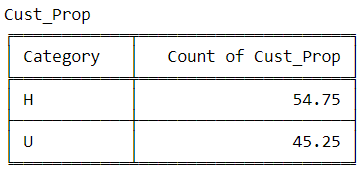 Cust_Prop
Category Count of Cust_Prop
H 54.75
U 45.25